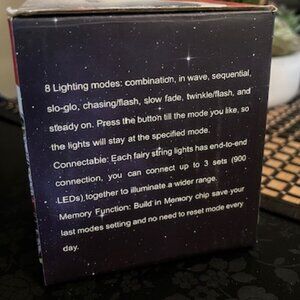 8 Lighting modes: combination, in wave, sequential,
slo-glo, chasing/flash, slow fade, twinkle/flash, and
steady on. Press the button till the mode you like, so
the lights will stay at the specified mode.
Connectable: Each fairy string lights has end-to-end
connection, you can connect up to 3 sets (900
LEDs) together to illuminate a wider range.
Memory Function: Build in Memory chip save your
last modes setting and no need to reset mode every
day.